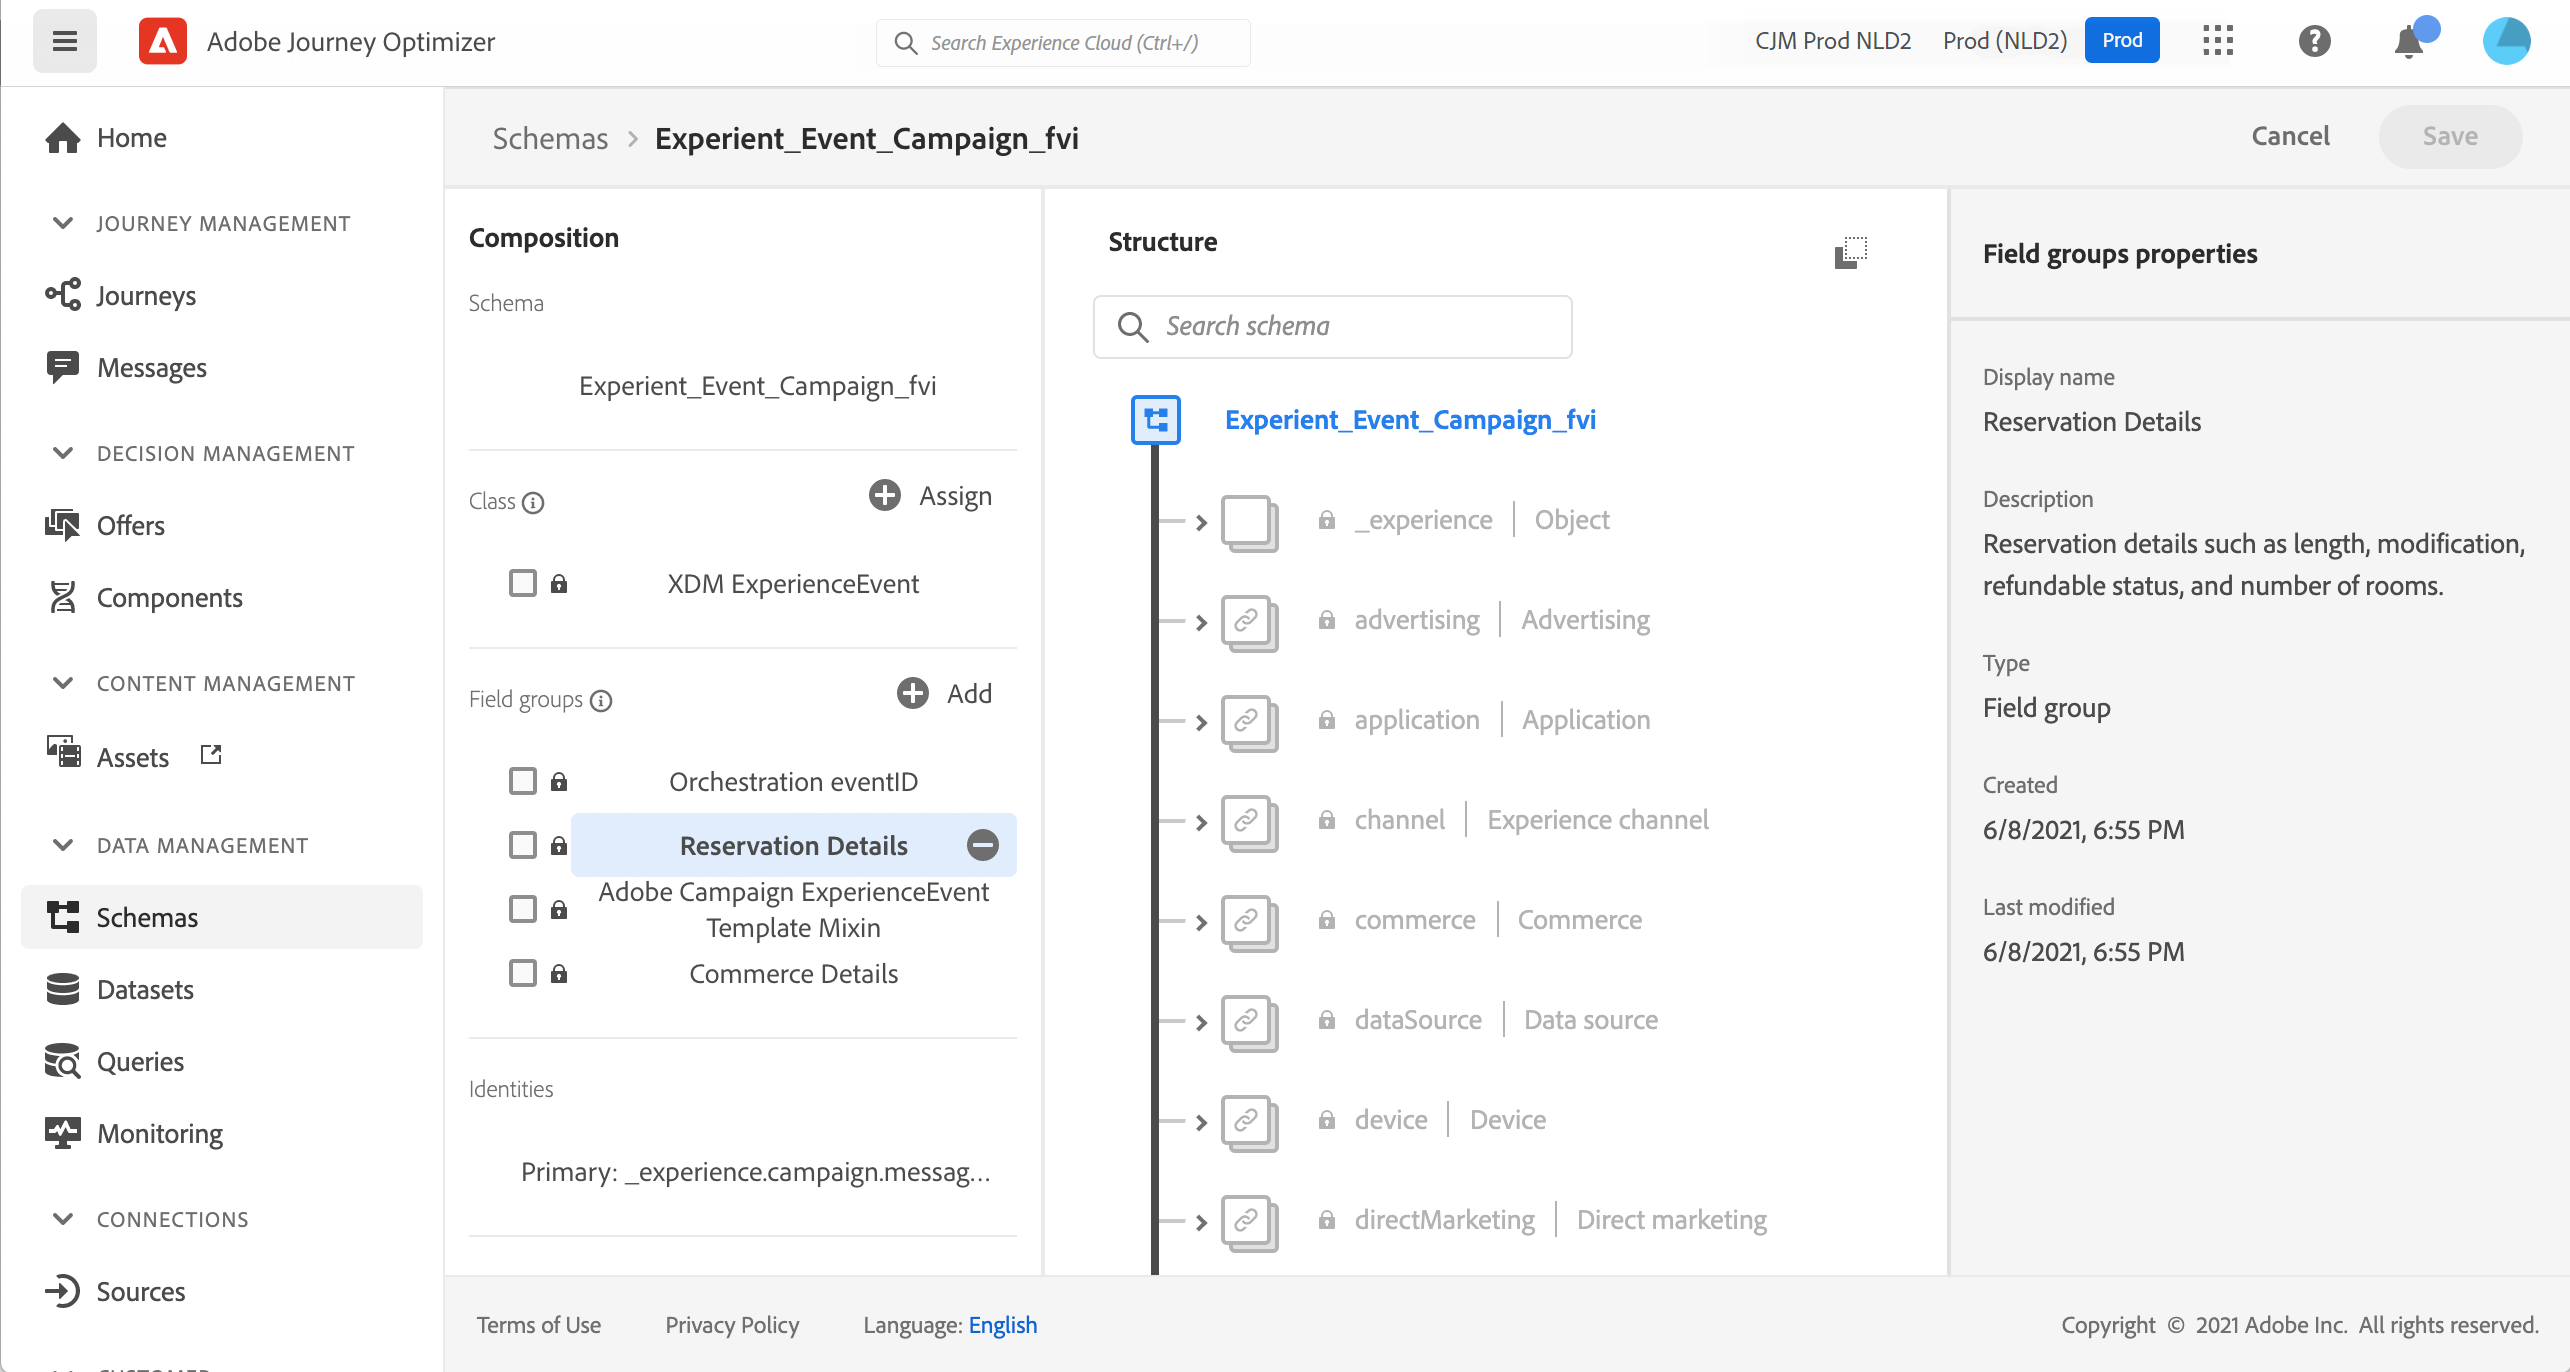 Adobe Journey Optimizer
Search Experience Cloud (Ctrl+/)
CJM Prod NLD2
Prod (NLD2)
Prod
Home
JOURNEY MANAGEMENT
Journeys
Messages
DECISION MANAGEMENT
Offers
Components
CONTENT MANAGEMENT
Assets
DATA MANAGEMENT
Schemas
Datasets
Queries
Monitoring
CONNECTIONS
Sources
Schemas > Experient_Event_Campaign_fvi
Cancel
Save
Composition
Schema
Experient_Event_Campaign_fvi
Class
Assign
XDM ExperienceEvent
Field groups
Add
Orchestration eventID
Reservation Details
Adobe Campaign ExperienceEvent
Template Mixin
Commerce Details
Identities
Primary: _experience.campaign.messag...
Structure
Search schema
Experient_Event_Campaign_fvi
_experience | Object
advertising | Advertising
application | Application
channel | Experience channel
commerce | Commerce
dataSource | Data source
device | Device
directMarketing | Direct marketing
Field groups properties
Display name
Reservation Details
Description
Reservation details such as length, modification,
refundable status, and number of rooms.
Type
Field group
Created
6/8/2021, 6:55 PM
Last modified
6/8/2021, 6:55 PM
Terms of Use
Privacy Policy
Language: English
Copyright © 2021 Adobe Inc. All rights reserved.